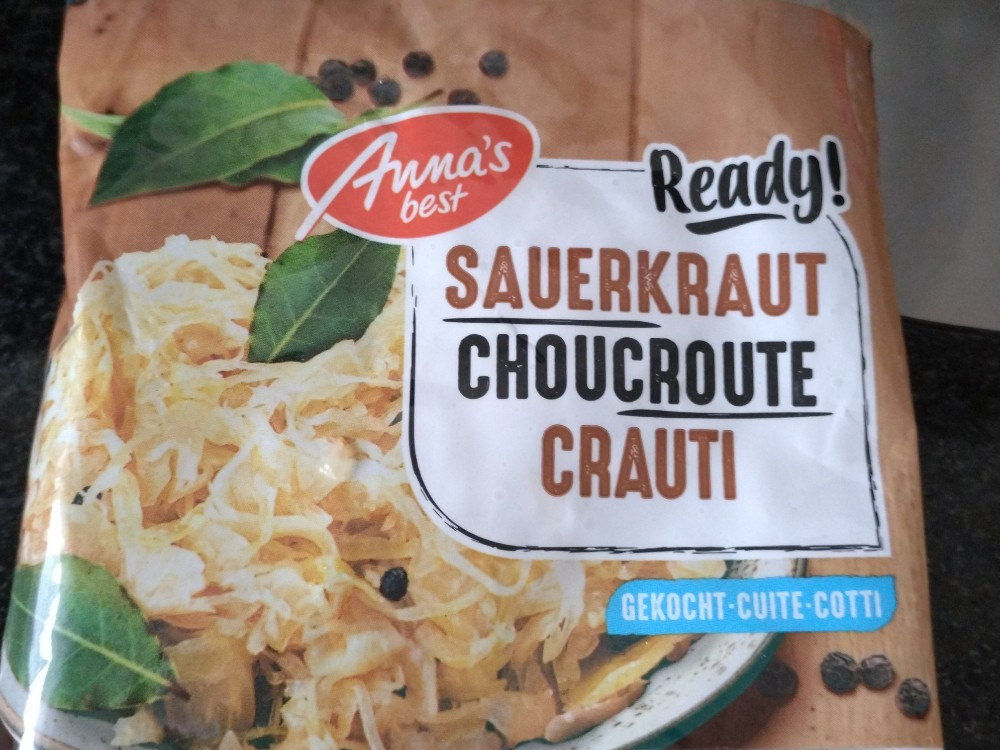 Anna's
best
Ready!
SAUERKRAUT
CHOUCROUTE
CRAUTI
GEKOCHT·CUITE·COTTI